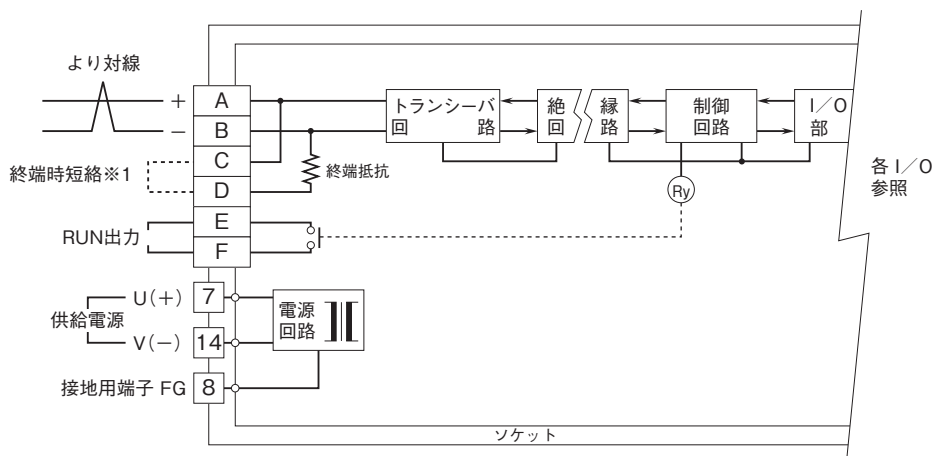 より対線
+
−
終端時短絡※1
RUN出力
供給電源
U(+)
V(−)
接地用端子 FG
A
B
C
D
E
F
7
14
8
終端抵抗
トランシーバ
回　路
絶　縁
回　路
制御
回路
I/O
部
Ry
電源
回路
各 I/O
参照
ソケット